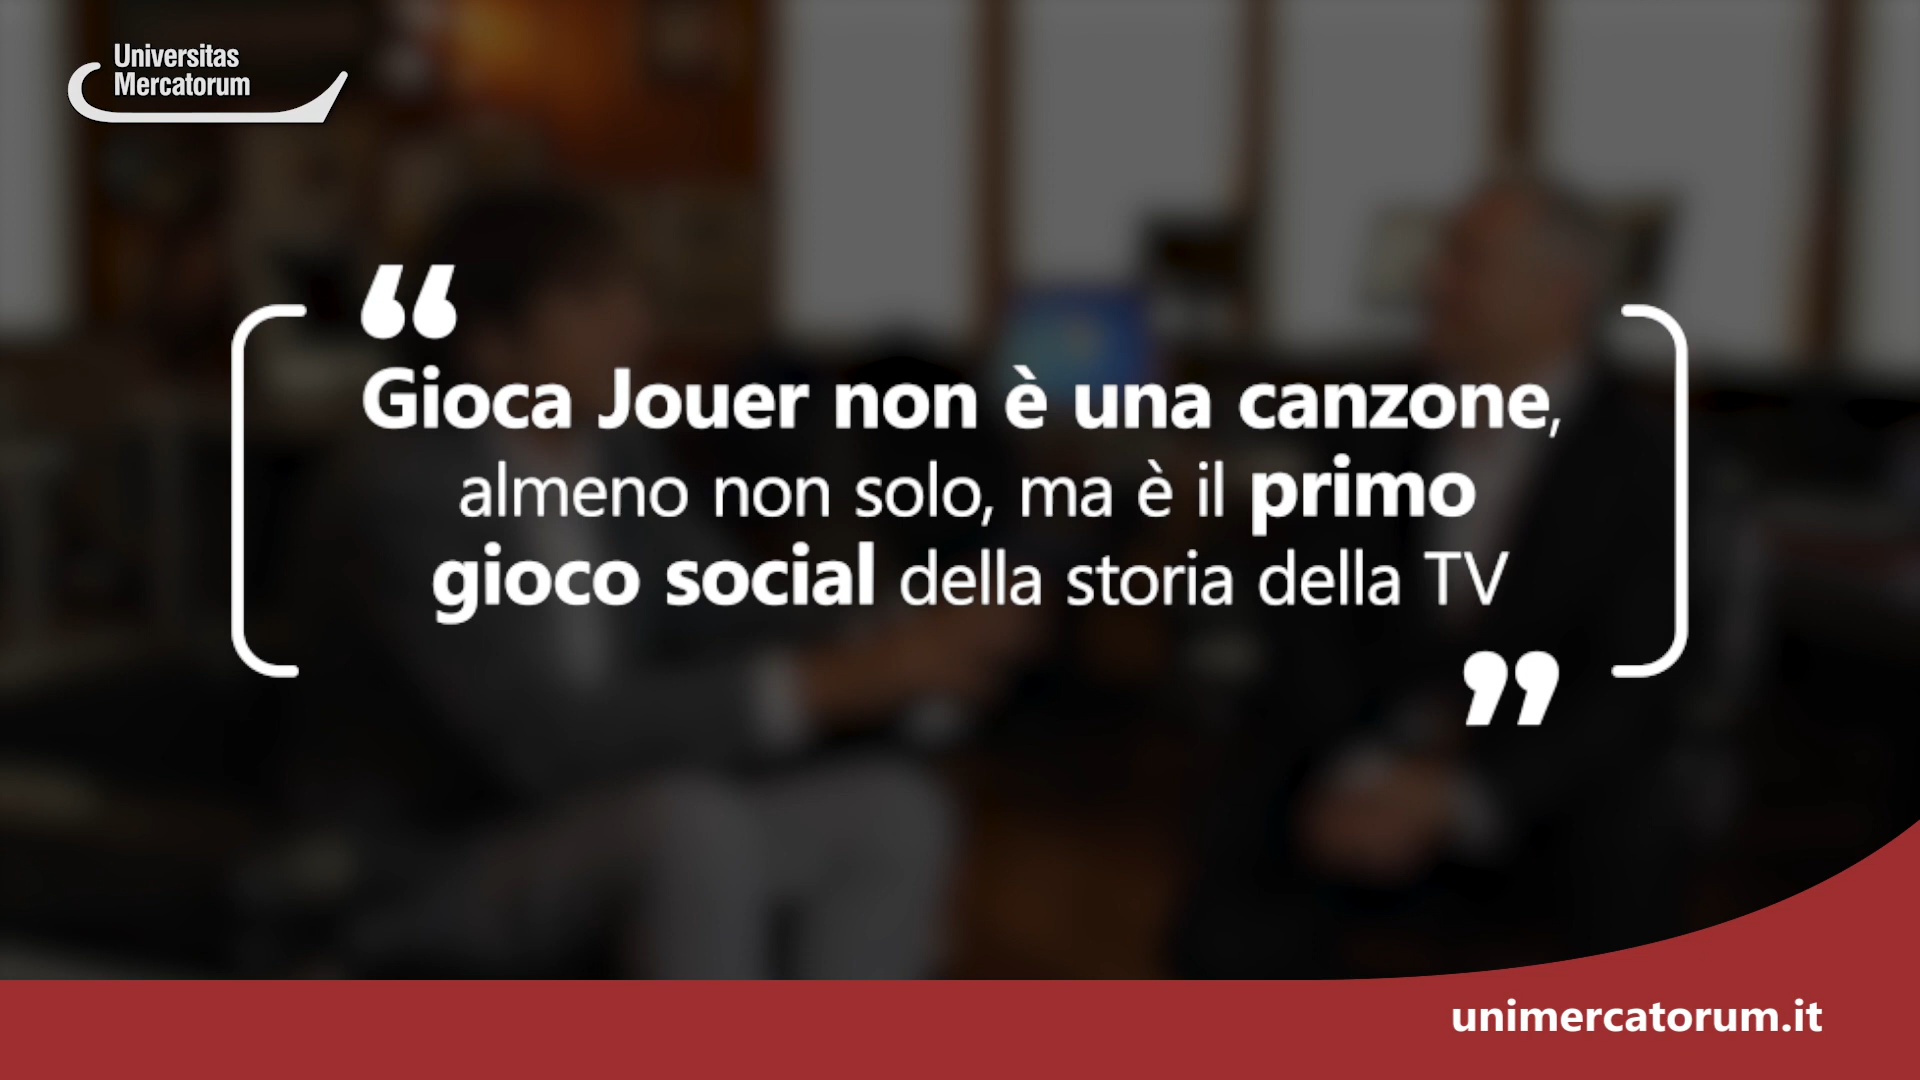 Universitas
Mercatorum
“
Gioca Jouer non è una canzone,
almeno non solo, ma è il primo
gioco social della storia della TV
”
unimercatorum.it